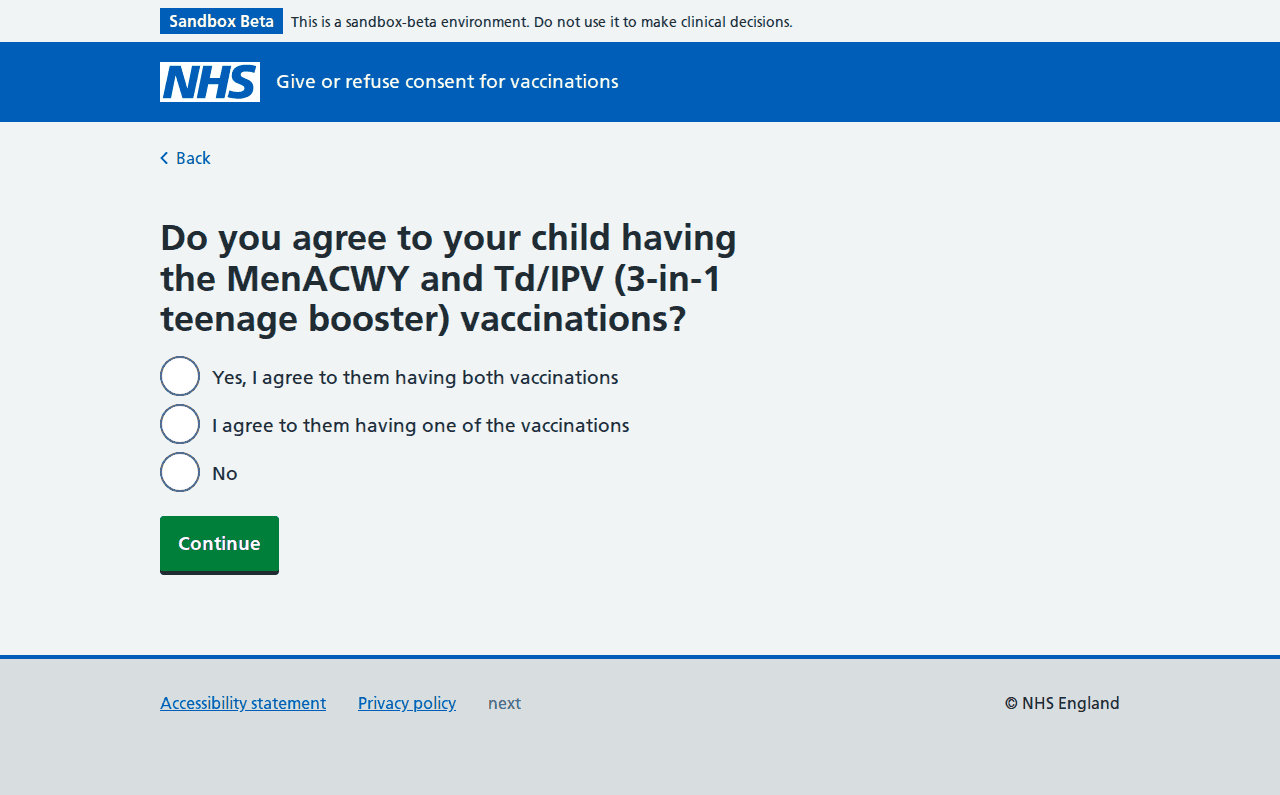 Sandbox Beta This is a sandbox-beta environment. Do not use it to make clinical decisions.
NHS Give or refuse consent for vaccinations
Back
Do you agree to your child having
the MenACWY and Td/IPV (3-in-1
teenage booster) vaccinations?
Yes, I agree to them having both vaccinations
I agree to them having one of the vaccinations
No
Continue
Accessibility statement Privacy policy next © NHS England